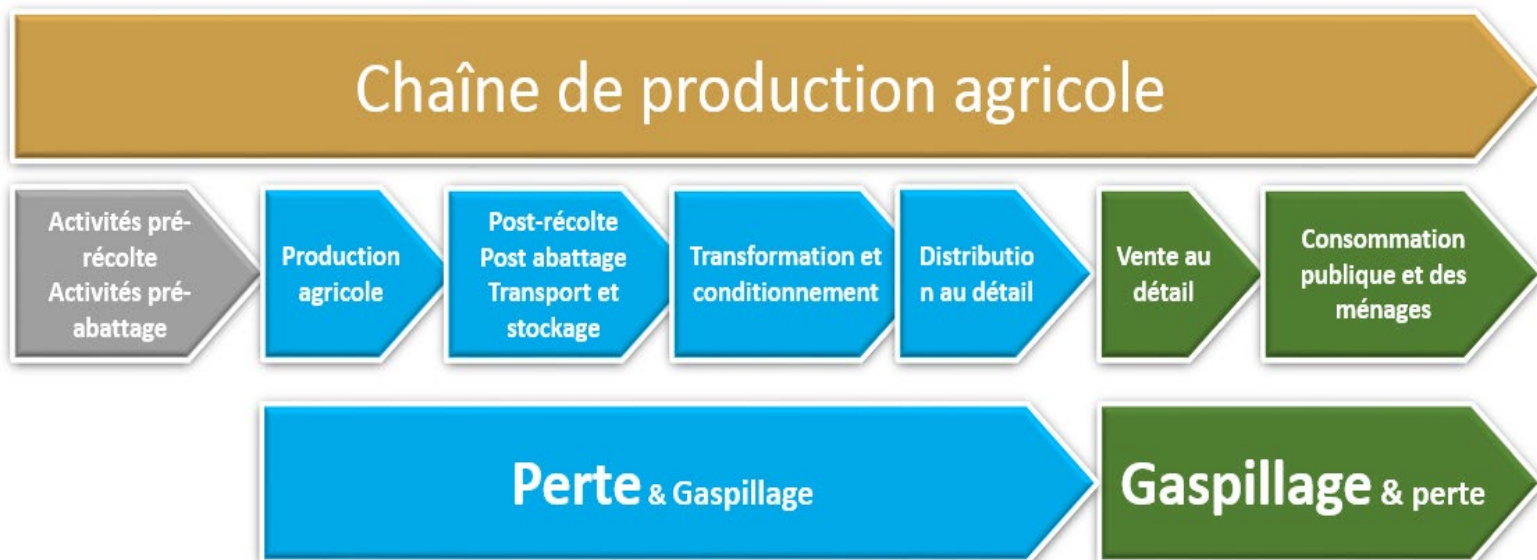 Chaîne de production agricole
Activités pré-
récolte
Activités pré-
abattage
Production
agricole
Post-récolte
Post abattage
Transport et
stockage
Transformation et
conditionnement
Distributio
n au détail
Vente au
détail
Consommation
publique et des
ménages
Perte & Gaspillage
Gaspillage & perte